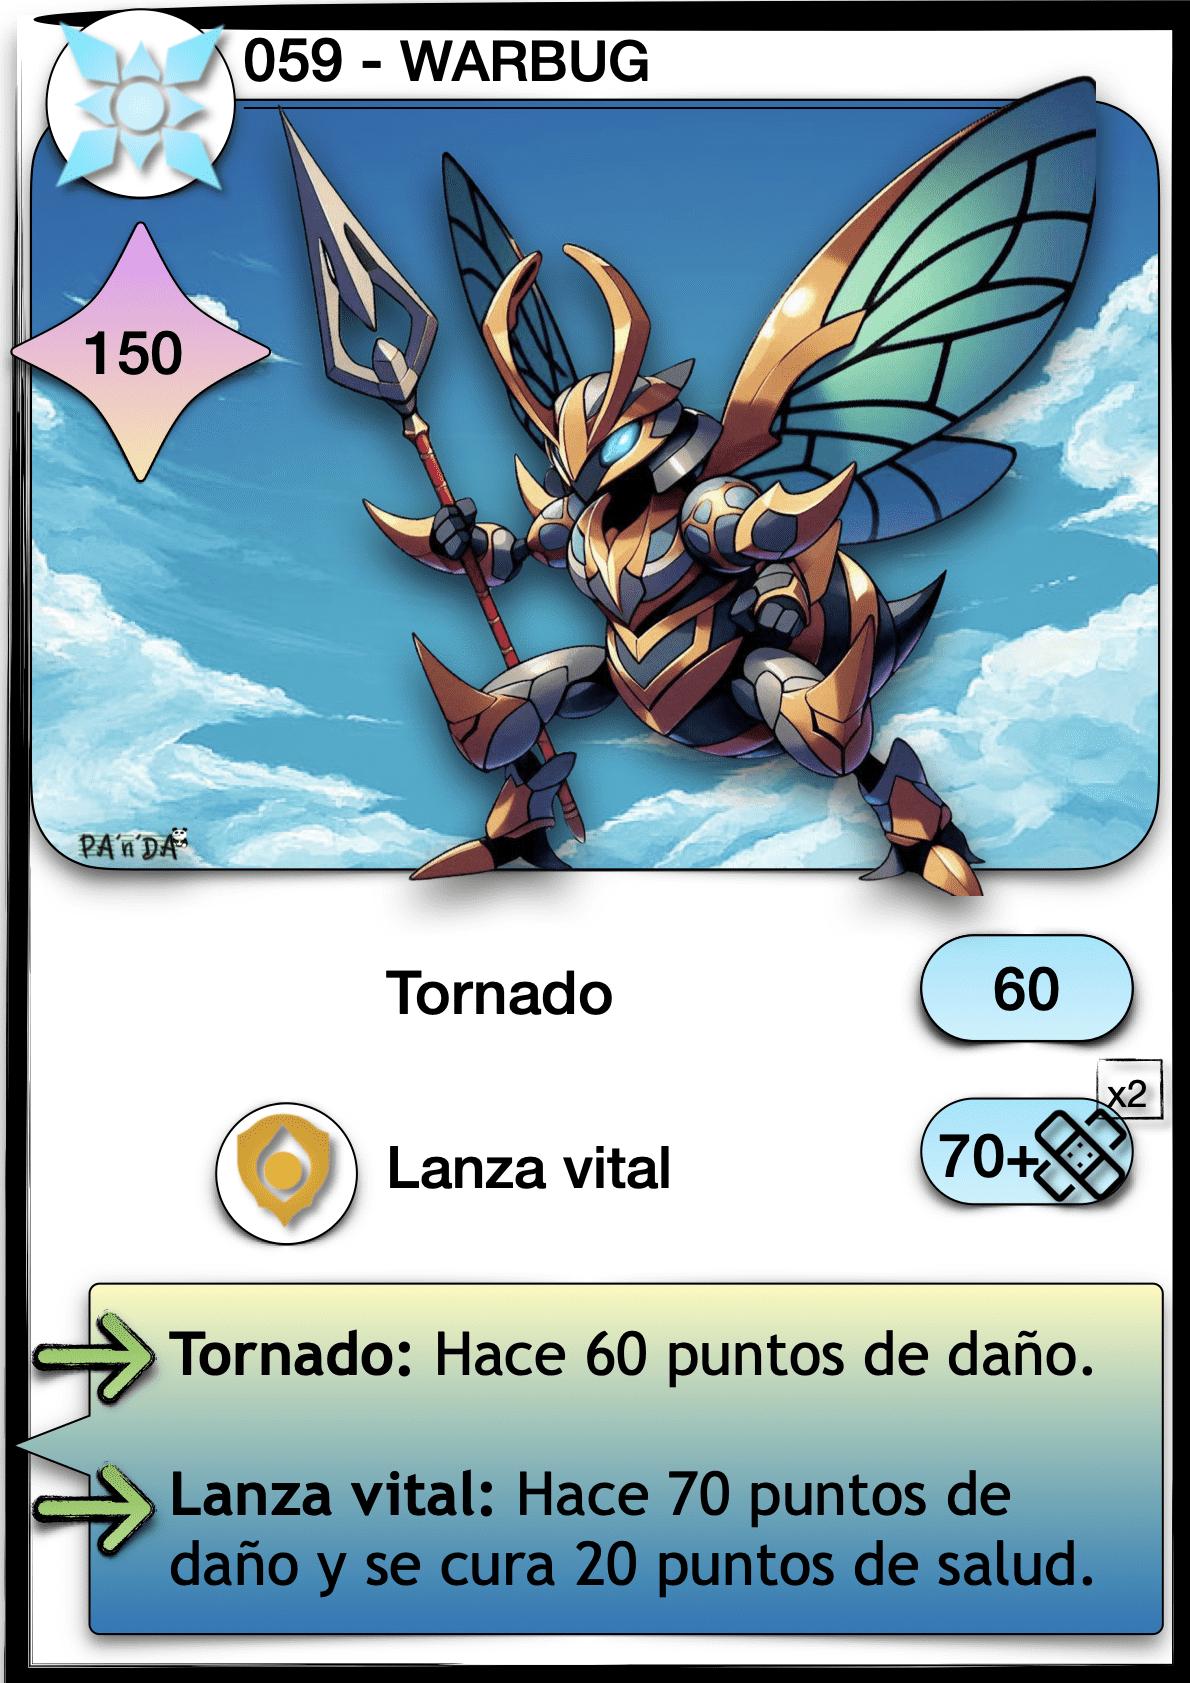 059 - WARBUG
150
PA'n'DA
Tornado
60
x2
Lanza vital
70+
Tornado: Hace 60 puntos de daño.
Lanza vital: Hace 70 puntos de
daño y se cura 20 puntos de salud.